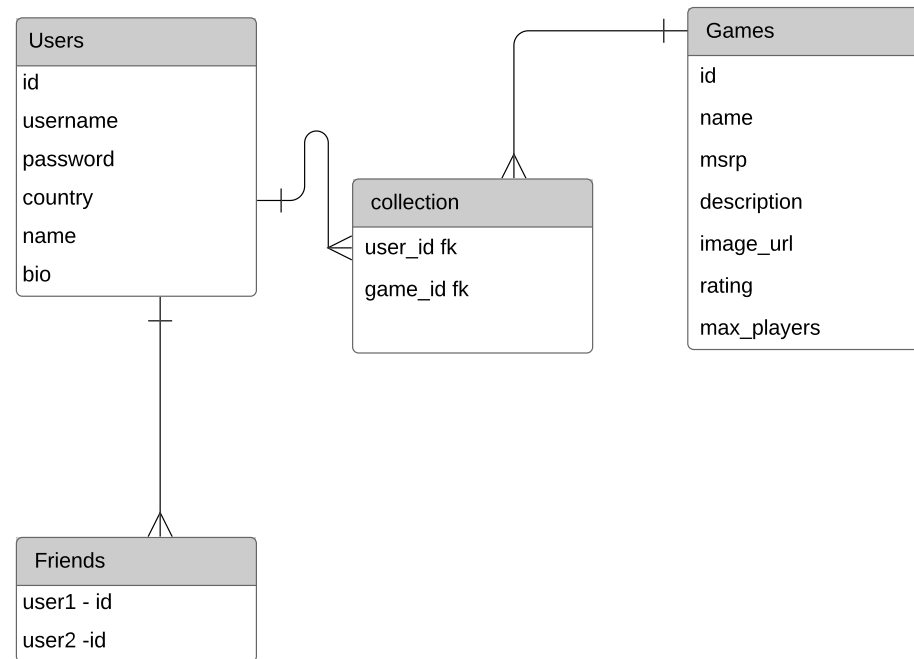 Users
id
username
password
country
name
bio
collection
user_id fk
game_id fk
Games
id
name
msrp
description
image_url
rating
max_players
Friends
user1 - id
user2 -id